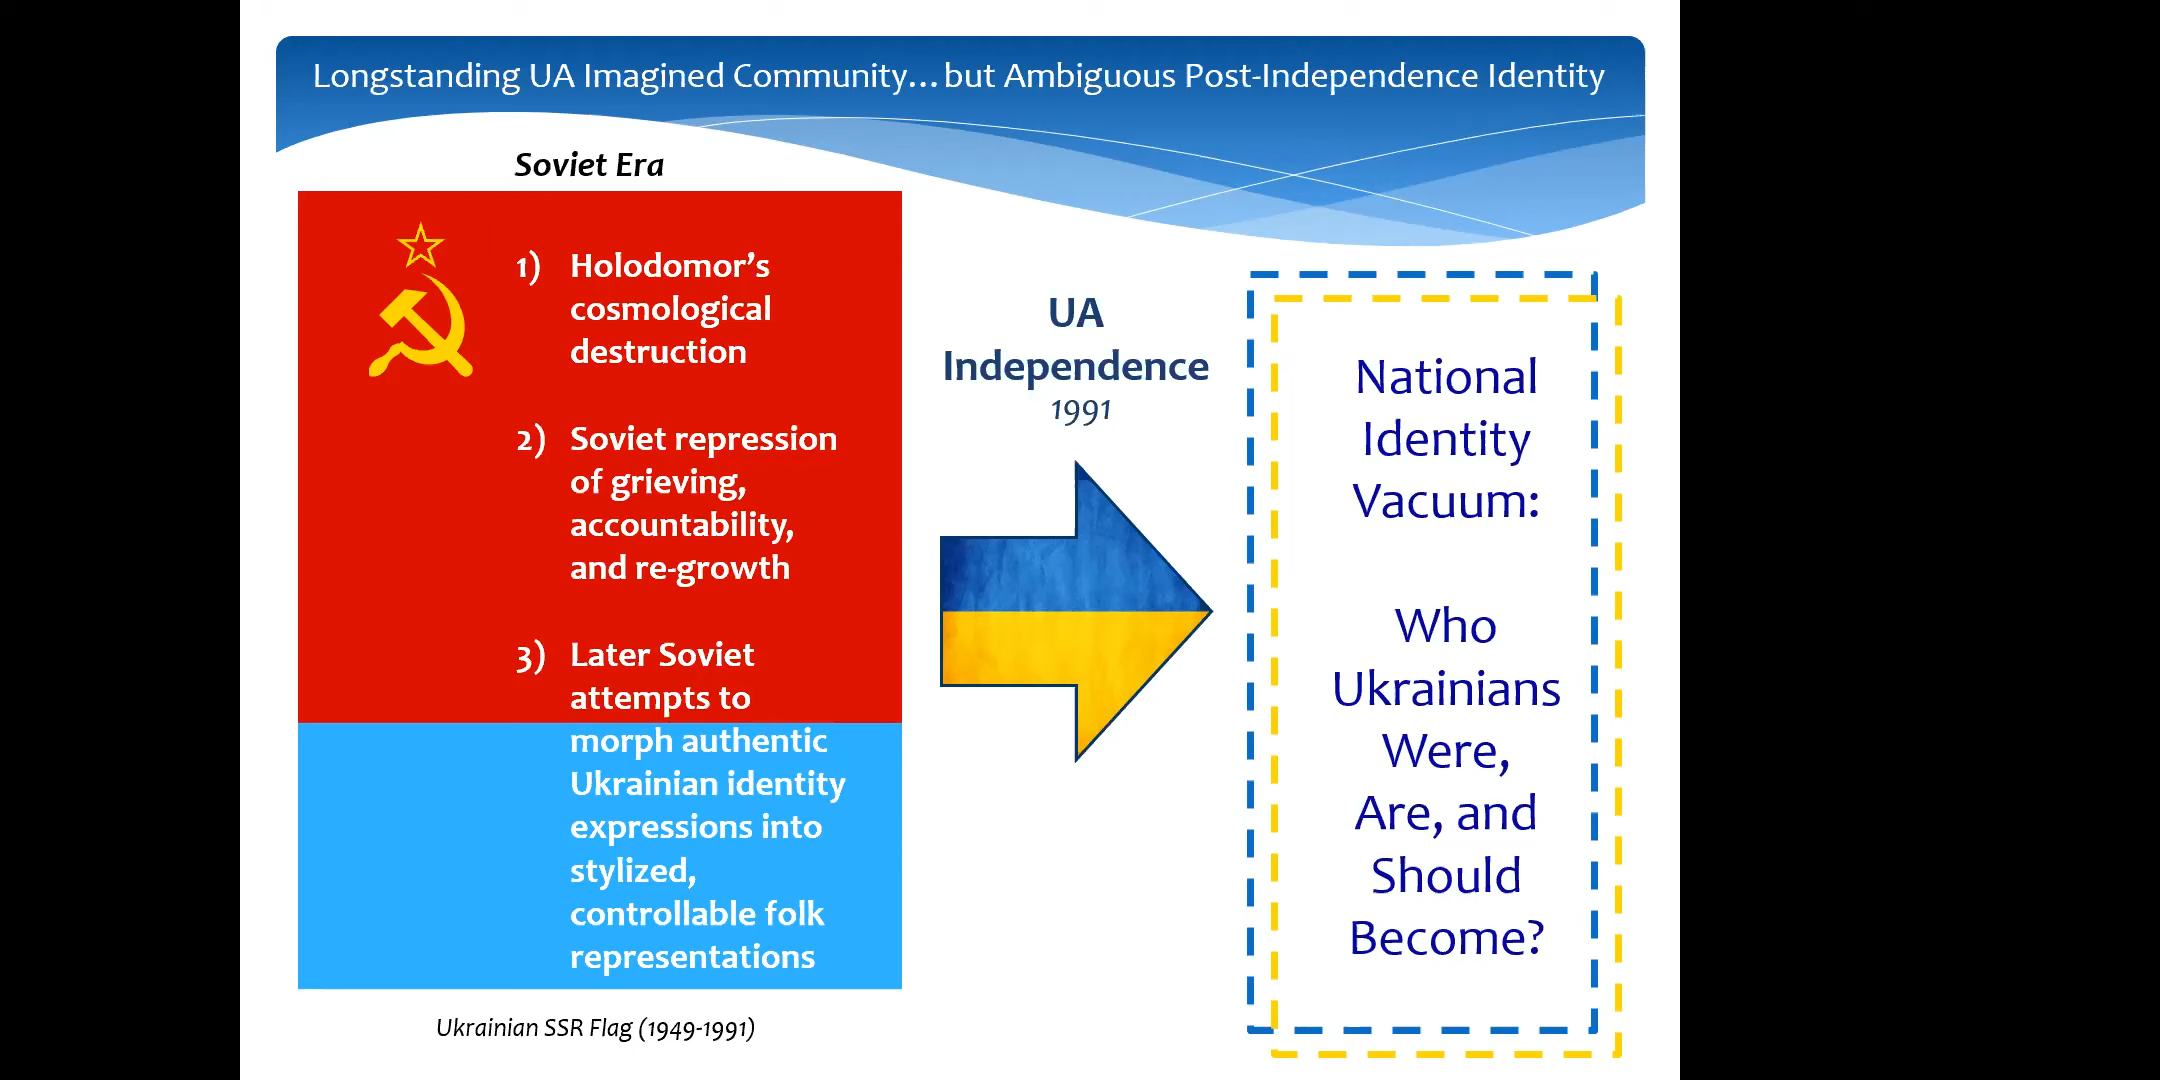 Longstanding UA Imagined Community…but Ambiguous Post-Independence Identity
Soviet Era
1) Holodomor’s
cosmological
destruction
2) Soviet repression
of grieving,
accountability,
and re-growth
3) Later Soviet
attempts to
morph authentic
Ukrainian identity
expressions into
stylized,
controllable folk
representations
Ukrainian SSR Flag (1949-1991)
UA
Independence
1991
National
Identity
Vacuum:
Who
Ukrainians
Were,
Are, and
Should
Become?